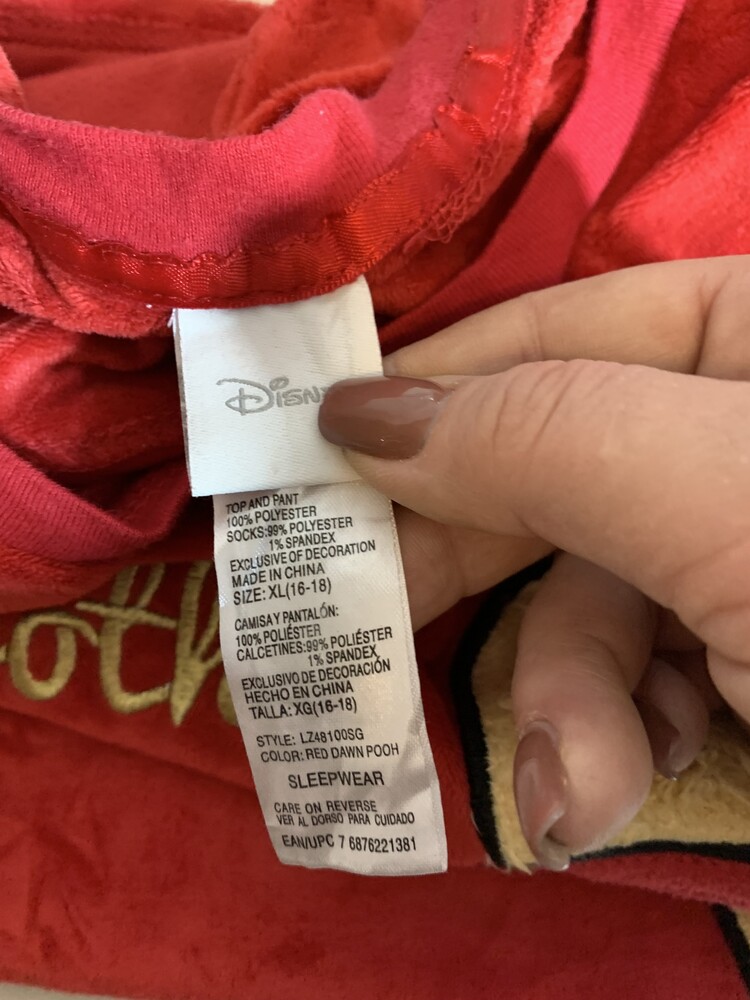 Disn
TOP AND PANT
100% POLYESTER
SOCKS:99% POLYESTER
1% SPANDEX
EXCLUSIVE OF DECORATION
MADE IN CHINA
SIZE: XL(16-18)
CAMISA Y PANTALÓN:
100% POLIÉSTER
CALCETINES:99% POLIÉSTER
1% SPANDEX
EXCLUSIVO DE DECORACIÓN
HECHO EN CHINA
TALLA: XG(16-18)
STYLE: LZ48100SG
COLOR: RED DAWN POOH
SLEEPWEAR
CARE ON REVERSE
VER AL DORSO PARA CUIDADO
EAN/UPC 7 6876221381
oth